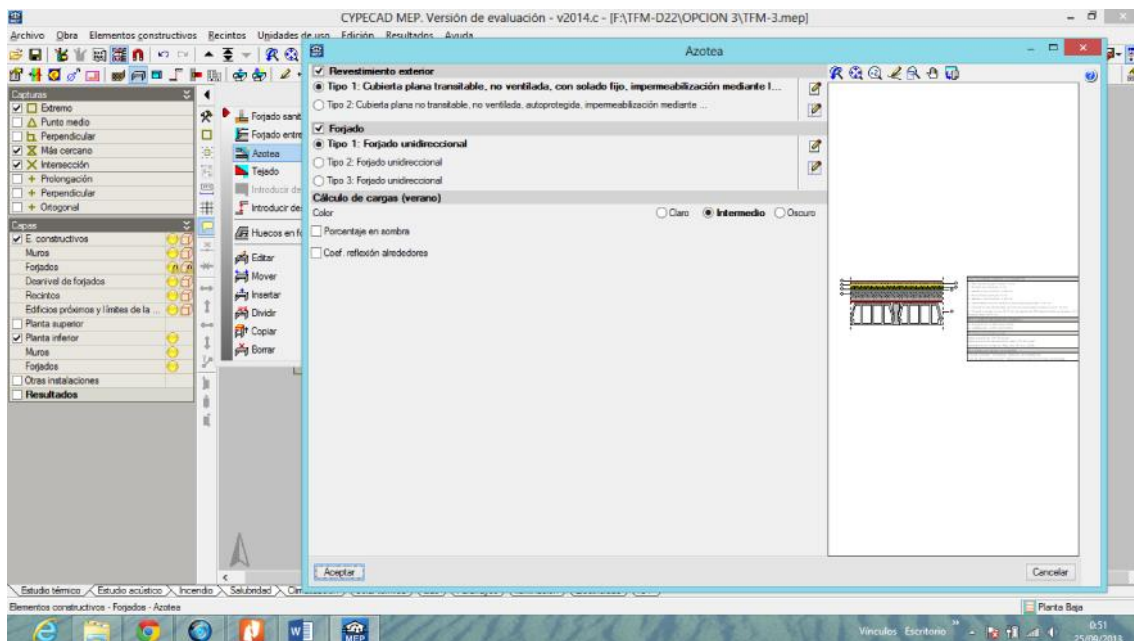 CYPECAD MEP. Versión de evaluación - v2014.c - [F:\TFM-D22\OPCION 3\TFM-3.mep]
Archivo Obra Elementos constructivos Recintos Unidades de uso Edición Resultados Ayuda
Azotea
Capturas
Extremo
Punto medio
Perpendicular
Más cercano
Intersección
Prolongación
Perpendicular
Ortogonal
Capas
E. constructivos
Muros
Forjados
Desnivel de forjados
Recintos
Edificios próximos y límites de la ...
Planta superior
Planta inferior
Muros
Forjados
Otras instalaciones
Resultados
Forjado sanit
Forjado entre
Azotea
Tejado
Introducir de
Introducir de
Huecos en fo
Editar
Mover
Insertar
Dividir
Copiar
Borrar
Revestimiento exterior
Tipo 1: Cubierta plana transitable, no ventilada, con solado fijo, impermeabilización mediante l...
Tipo 2: Cubierta plana no transitable, no ventilada, autoprotegida, impermeabilización mediante ...
Forjado
Tipo 1: Forjado unidireccional
Tipo 2: Forjado unidireccional
Tipo 3: Forjado unidireccional
Cálculo de cargas (verano)
Color Claro Intermedio Oscuro
Porcentaje en sombra
Coef. reflexión alrededores
Aceptar Cancelar
Estudio térmico Estudio acústico Incendio Salubridad
Elementos constructivos - Forjados - Azotea Planta Baja
MEP Vínculos Escritorio 0:51
25/09/2013